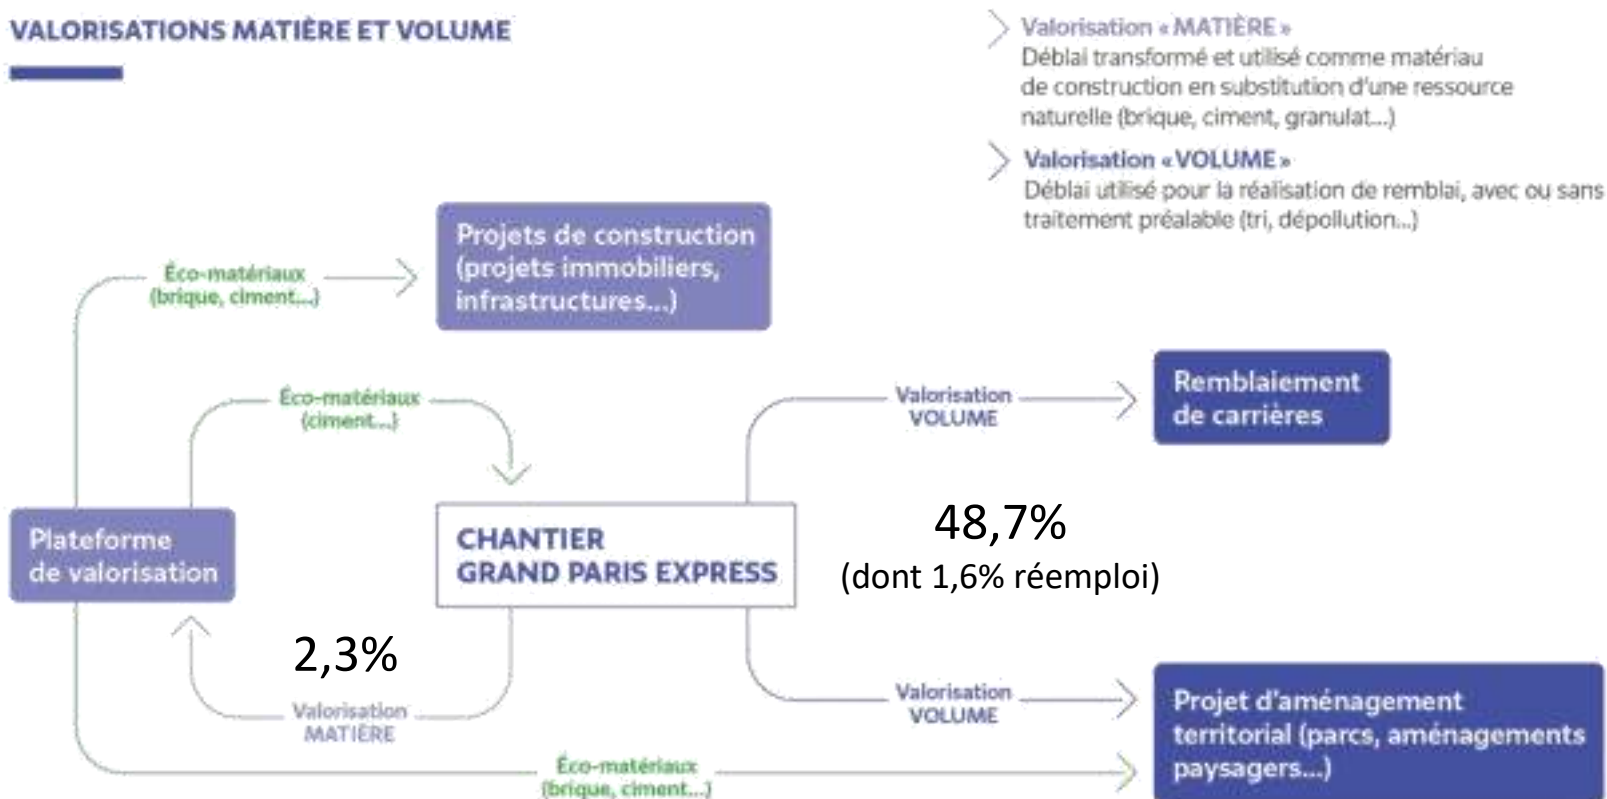 VALORISATIONS MATIÈRE ET VOLUME
Valorisation « MATIÈRE »
Déblai transformé et utilisé comme matériau
de construction en substitution d'une ressource
naturelle (brique, ciment, granulat...)
Valorisation « VOLUME »
Déblai utilisé pour la réalisation de remblai, avec ou sans
traitement préalable (tri, dépollution...)
Projets de construction
(projets immobiliers,
infrastructures...)
Éco-matériaux
(brique, ciment...)
Éco-matériaux
(ciment...)
Valorisation
VOLUME
Remblaiement
de carrières
Plateforme
de valorisation
CHANTIER
GRAND PARIS EXPRESS
48,7%
(dont 1,6% réemploi)
2,3%
Valorisation
MATIÈRE
Valorisation
VOLUME
Projet d'aménagement
territorial (parcs, aménagements
paysagers...)
Éco-matériaux
(brique, ciment...)